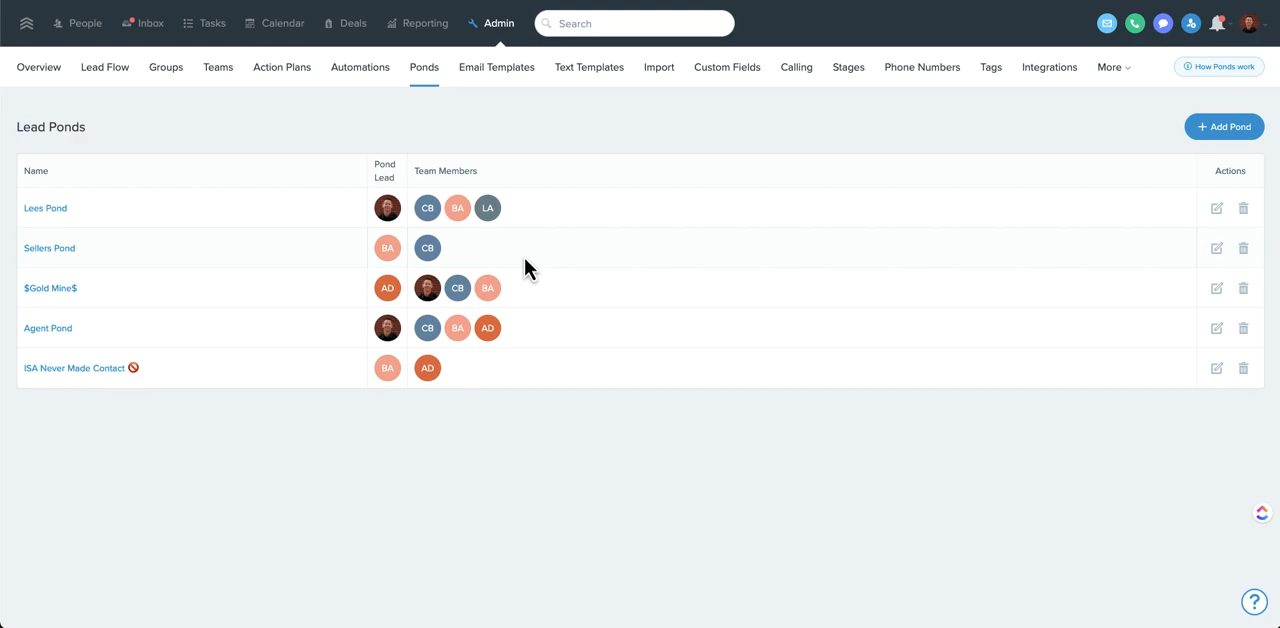 People Inbox Tasks Calendar Deals Reporting Admin Search
Overview Lead Flow Groups Teams Action Plans Automations Ponds Email Templates Text Templates Import Custom Fields Calling Stages Phone Numbers Tags Integrations More How Ponds work
Lead Ponds + Add Pond
Name Pond Lead Team Members Actions
Lees Pond CB BA LA
Sellers Pond BA CB
$Gold Mine$ AD CB BA
Agent Pond CB BA AD
ISA Never Made Contact 🚫 BA AD
?